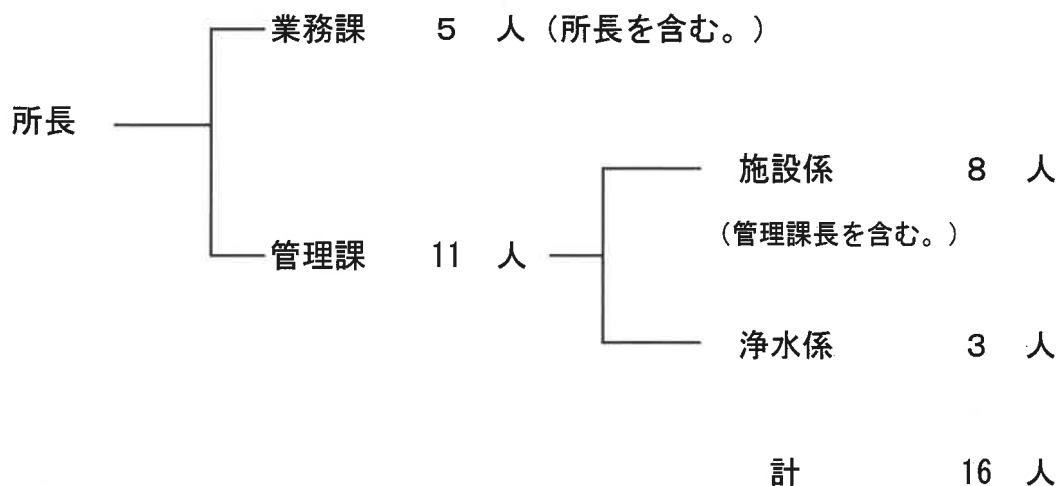 業務課 5 人 (所長を含む。)
所長
施設係 8 人
(管理課長を含む。)
管理課 11 人
浄水係 3 人
計 16 人